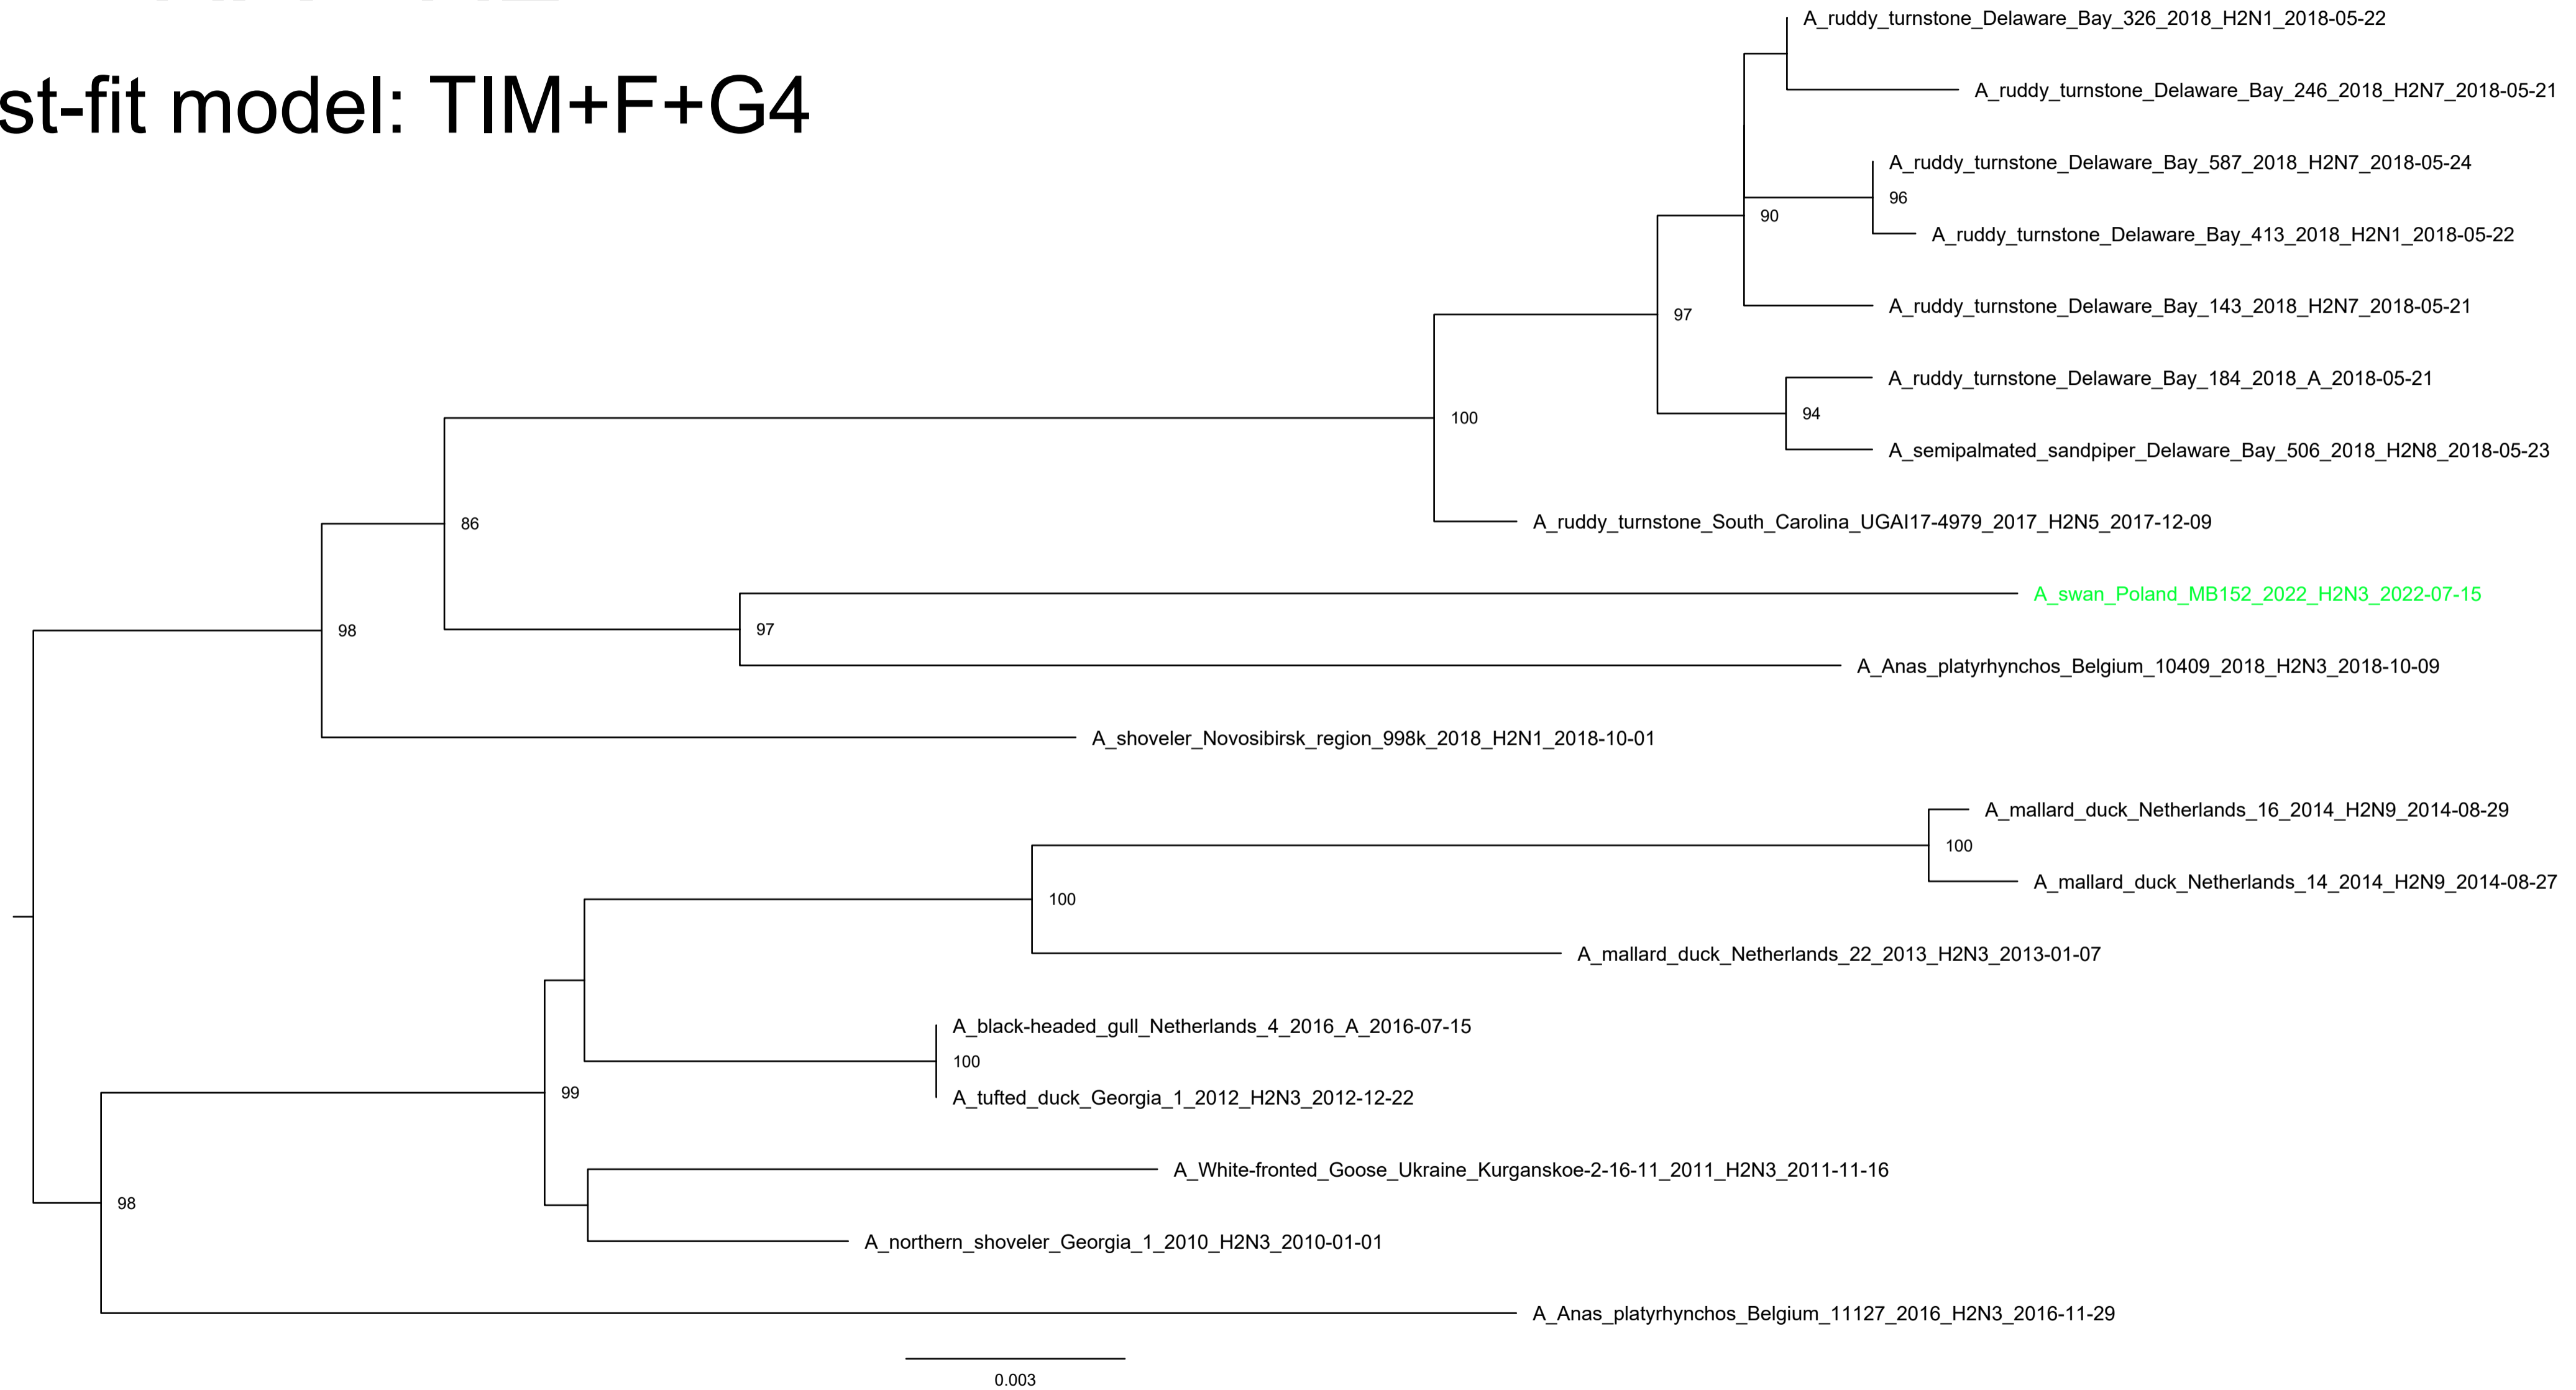 A_ruddy_turnstone_Delaware_Bay_326_2018_H2N1_2018-05-22
st-fit model: TIM+F+G4
A_ruddy_turnstone_Delaware_Bay_246_2018_H2N7_2018-05-21
A_ruddy_turnstone_Delaware_Bay_587_2018_H2N7_2018-05-24
96
90
A_ruddy_turnstone_Delaware_Bay_413_2018_H2N1_2018-05-22
A_ruddy_turnstone_Delaware_Bay_143_2018_H2N7_2018-05-21
97
A_ruddy_turnstone_Delaware_Bay_184_2018_A_2018-05-21
94
100
A_semipalmated_sandpiper_Delaware_Bay_506_2018_H2N8_2018-05-23
A_ruddy_turnstone_South_Carolina_UGAI17-4979_2017_H2N5_2017-12-09
86
A_swan_Poland_MB152_2022_H2N3_2022-07-15
97
98
A_Anas_platyrhynchos_Belgium_10409_2018_H2N3_2018-10-09
A_shoveler_Novosibirsk_region_998k_2018_H2N1_2018-10-01
A_mallard_duck_Netherlands_16_2014_H2N9_2014-08-29
100
A_mallard_duck_Netherlands_14_2014_H2N9_2014-08-27
100
A_mallard_duck_Netherlands_22_2013_H2N3_2013-01-07
A_black-headed_gull_Netherlands_4_2016_A_2016-07-15
100
99
A_tufted_duck_Georgia_1_2012_H2N3_2012-12-22
A_White-fronted_Goose_Ukraine_Kurganskoe-2-16-11_2011_H2N3_2011-11-16
98
A_northern_shoveler_Georgia_1_2010_H2N3_2010-01-01
A_Anas_platyrhynchos_Belgium_11127_2016_H2N3_2016-11-29
0.003